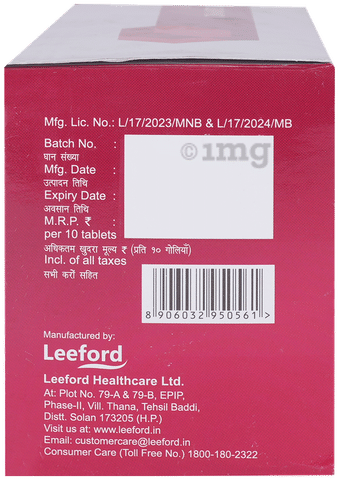 Mfg. Lic. No.: L/17/2023/MNB & L/17/2024/MB
Batch No. :
घान संख्या
Mfg. Date :
उत्पादन तिथि
Expiry Date :
अवसान तिथि
M.R.P. ₹ :
per 10 tablets
अधिकतम खुदरा मूल्य ₹ (प्रति १० गोलियाँ)
Incl. of all taxes
सभी करों सहित
1mg
8 906032 950561 >
Manufactured by:
Leeford
Leeford Healthcare Ltd.
At: Plot No. 79-A & 79-B, EPIP,
Phase-II, Vill. Thana, Tehsil Baddi,
Distt. Solan 173205 (H.P.)
Visit us at: www.leeford.in
Email: customercare@leeford.in
Consumer Care (Toll Free No.) 1800-180-2322